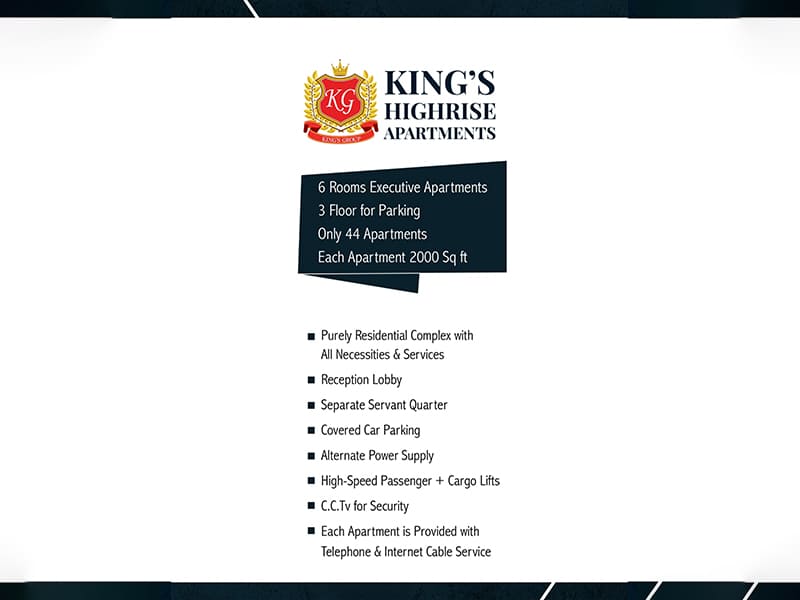 KG
KING'S GROUP
KING'S
HIGHRISE
APARTMENTS
6 Rooms Executive Apartments
3 Floor for Parking
Only 44 Apartments
Each Apartment 2000 Sq ft
Purely Residential Complex with
All Necessities & Services
Reception Lobby
Separate Servant Quarter
Covered Car Parking
Alternate Power Supply
High-Speed Passenger + Cargo Lifts
C.C.Tv for Security
Each Apartment is Provided with
Telephone & Internet Cable Service